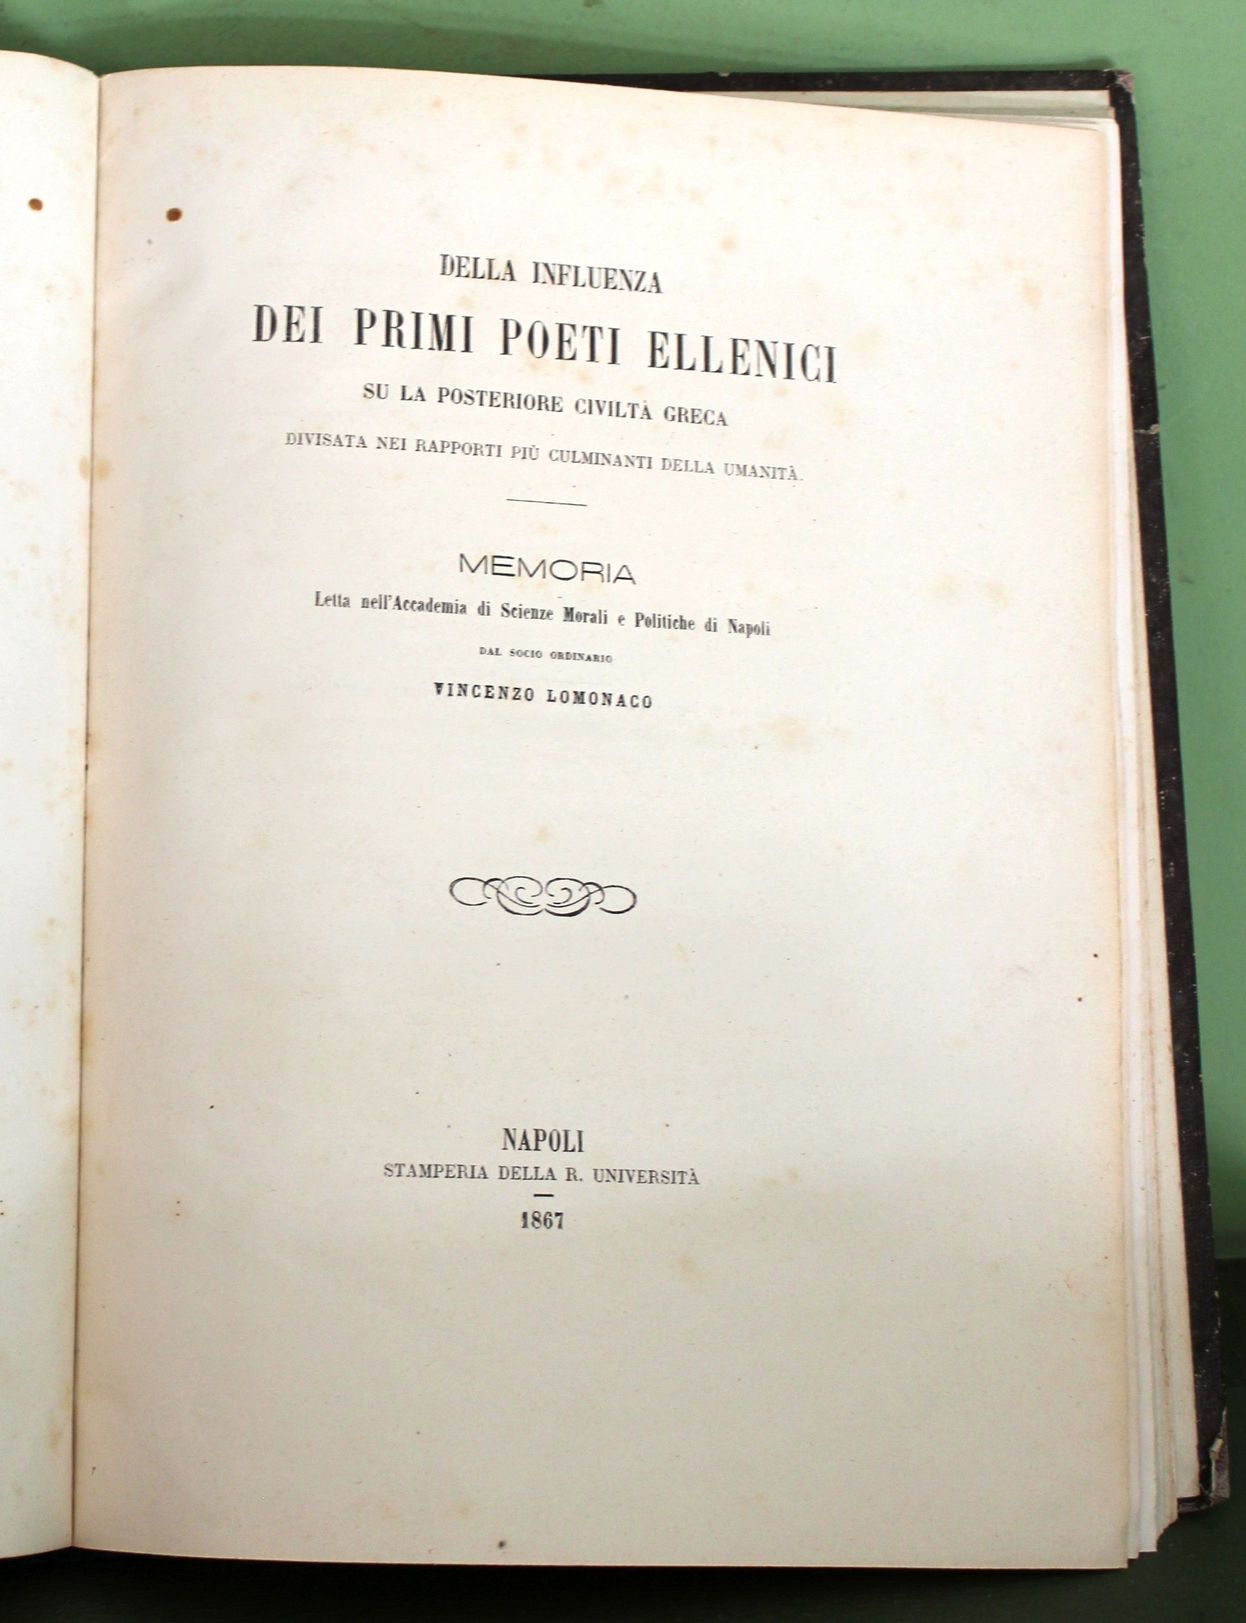 DELLA INFLUENZA
DEI PRIMI POETI ELLENICI
SU LA POSTERIORE CIVILTÀ GRECA
DIVISATA NEI RAPPORTI PIÙ CULMINANTI DELLA UMANITÀ.
MEMORIA
Letta nell'Accademia di Scienze Morali e Politiche di Napoli
DAL SOCIO ORDINARIO
VINCENZO LOMONACO
NAPOLI
STAMPERIA DELLA R. UNIVERSITÀ
1867